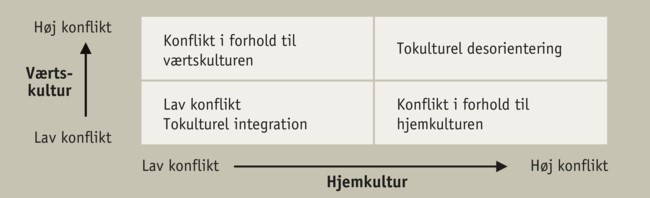 Høj konflikt
Konflikt i forhold til
værtskulturen
Tokulturel desorientering
Værts-
kultur
Lav konflikt
Tokulturel integration
Konflikt i forhold til
hjemkulturen
Lav konflikt
Lav konflikt
Høj konflikt
Hjemkultur